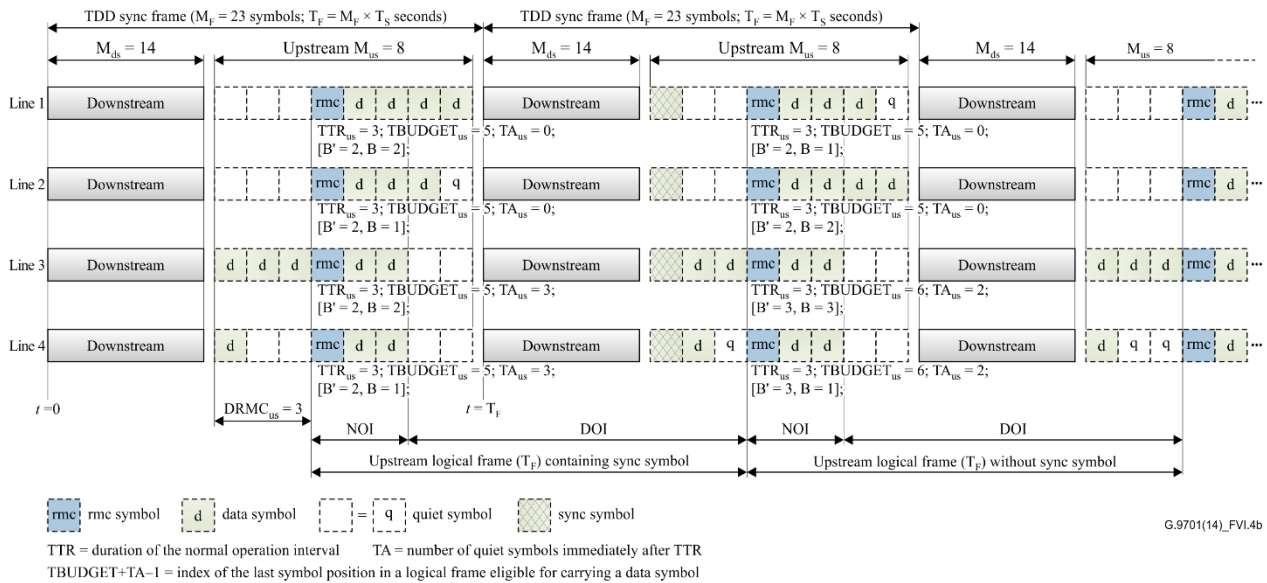 TDD sync frame (M_F = 23 symbols; T_F = M_F × T_S seconds) TDD sync frame (M_F = 23 symbols; T_F = M_F × T_S seconds)
M_ds = 14 Upstream M_us = 8 M_ds = 14 Upstream M_us = 8 M_ds = 14 M_us = 8
Line 1 Downstream rmc d d d d Downstream rmc d d d q Downstream rmc d ...
TTR_us = 3; TBUDGET_us = 5; TA_us = 0; TTR_us = 3; TBUDGET_us = 5; TA_us = 0;
[B' = 2, B = 2]; [B' = 2, B = 1];
Line 2 Downstream rmc d d d q Downstream rmc d d d d Downstream rmc d ...
TTR_us = 3; TBUDGET_us = 5; TA_us = 0; TTR_us = 3; TBUDGET_us = 5; TA_us = 0;
[B' = 2, B = 1]; [B' = 2, B = 2];
Line 3 Downstream d d d rmc d d Downstream d d rmc d d Downstream d d d rmc d ...
TTR_us = 3; TBUDGET_us = 5; TA_us = 3; TTR_us = 3; TBUDGET_us = 6; TA_us = 2;
[B' = 2, B = 2]; [B' = 3, B = 3];
Line 4 Downstream d rmc d d Downstream d q rmc d d Downstream d q q rmc d ...
TTR_us = 3; TBUDGET_us = 5; TA_us = 3; TTR_us = 3; TBUDGET_us = 6; TA_us = 2;
[B' = 2, B = 1]; [B' = 3, B = 1];
t =0 DRMC_us = 3 t = T_F
NOI DOI NOI DOI
Upstream logical frame (T_F) containing sync symbol Upstream logical frame (T_F) without sync symbol
rmc rmc symbol d data symbol = q quiet symbol sync symbol
G.9701(14)_FVI.4b
TTR = duration of the normal operation interval TA = number of quiet symbols immediately after TTR
TBUDGET+TA–1 = index of the last symbol position in a logical frame eligible for carrying a data symbol